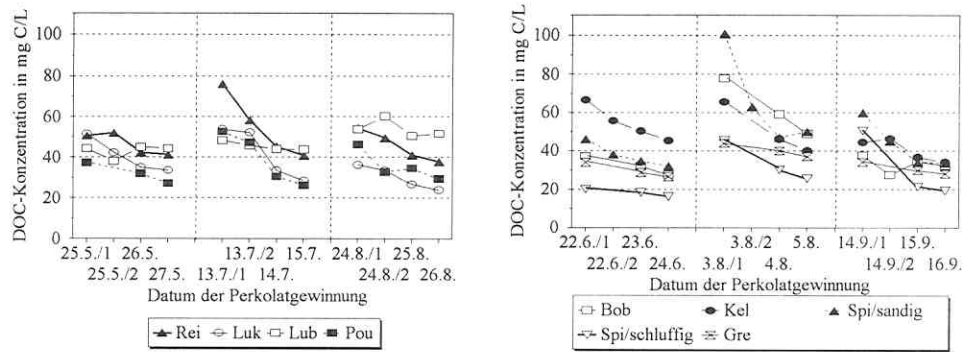 DOC-Konzentration in mg C/L
100
80
60
40
20
0
25.5./1 26.5. 13.7./2 15.7. 24.8./1 25.8.
25.5./2 27.5. 13.7./1 14.7. 24.8./2 26.8.
Datum der Perkolatgewinnung
Rei Luk Lub Pou
DOC-Konzentration in mg C/L
100
80
60
40
20
0
22.6./1 23.6. 3.8./2 5.8. 14.9./1 15.9.
22.6./2 24.6. 3.8./1 4.8. 14.9./2 16.9.
Datum der Perkolatgewinnung
Bob Kel Spi/sandig
Spi/schluffig Gre